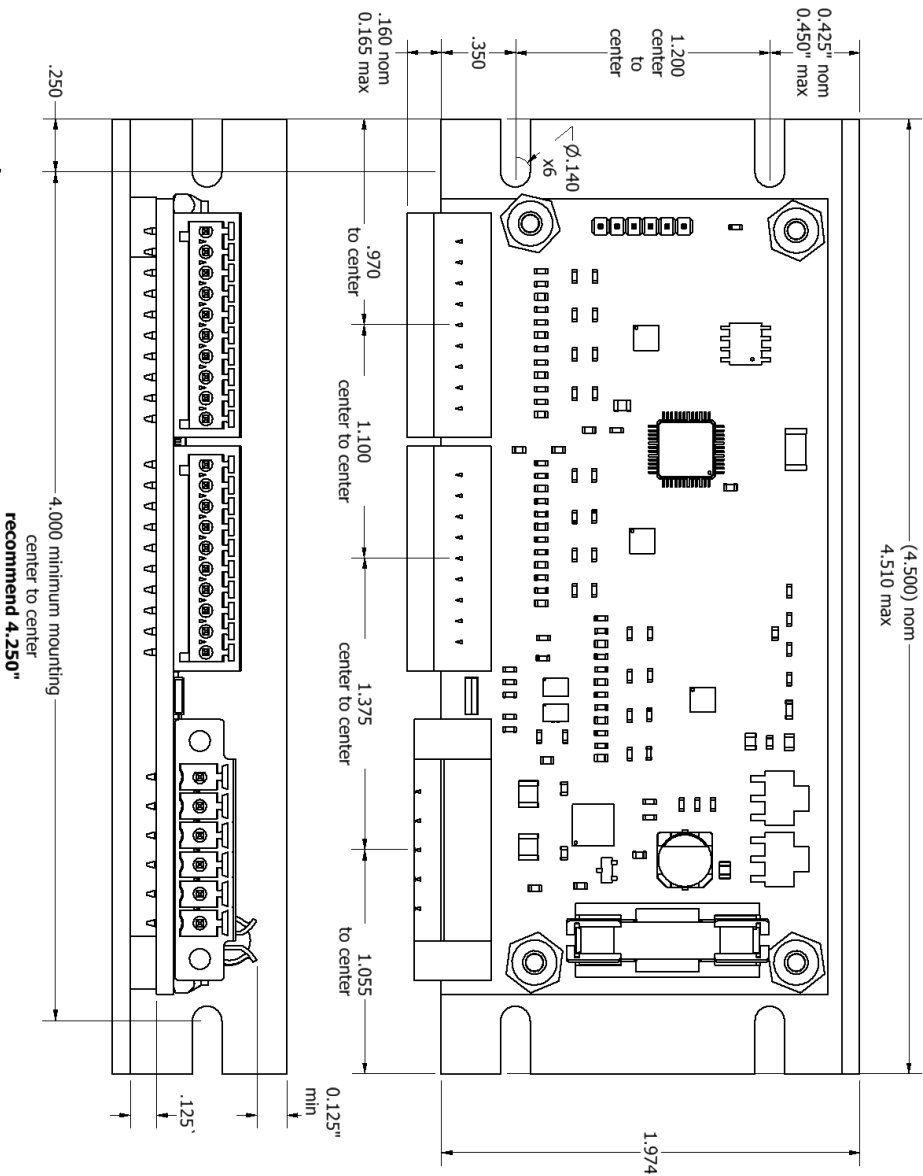 (4.500) nom
4.510 max
0.425" nom
0.450" max
1.200
center
to
center
.350
.160 nom
0.165 max
Ø.140
x6
1.974
.970
to center
1.100
center to center
1.375
center to center
1.055
to center
.250
4.000 minimum mounting
center to center
recommend 4.250"
.125
0.125"
min